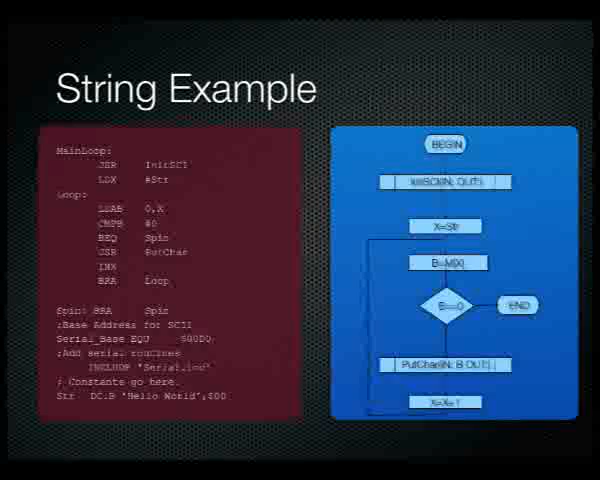 String Example
MainLoop:
JSR InitSCI
LDX #Str
Loop:
LDAB 0,X
CMPB #0
BEQ Spin
JSR PutChar
INX
BRA Loop
Spin: BRA Spin
;Base Address for SCI1
Serial_Base EQU $00D0
;Add serial routines
INCLUDE "Serial.inc"
; Constants go here.
Str DC.B 'Hello World',$00
BEGIN
InitSCI(IN: OUT:)
X=Str
B=M[X]
B==0
END
PutChar(IN: B OUT:)
X=X+1